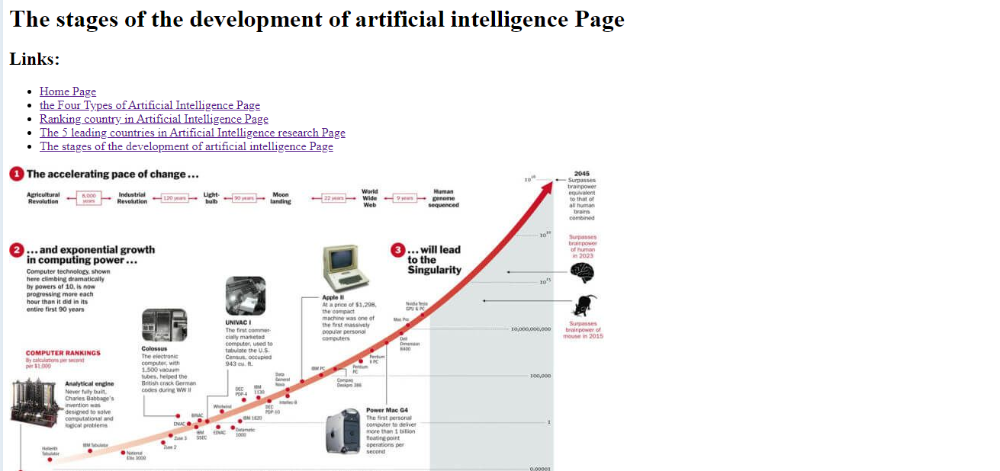 The stages of the development of artificial intelligence Page
Links:
Home Page
the Four Types of Artificial Intelligence Page
Ranking country in Artificial Intelligence Page
The 5 leading countries in Artificial Intelligence research Page
The stages of the development of artificial intelligence Page
1 The accelerating pace of change...
Agricultural
Revolution
8,000
years
Industrial
Revolution
120 years
Light-
bulb
90 years
Moon
landing
22 years
World
Wide
Web
9 years
Human
genome
sequenced
2 ...and exponential growth
in computing power...
Computer technology, shown
here climbing dramatically
by powers of 10, is now
progressing more each
hour than it did in its
entire first 90 years
COMPUTER RANKINGS
By calculations per second
per $1,000
Analytical engine
Never fully built,
Charles Babbage's
invention was
designed to solve
computational and
logical problems
Colossus
The electronic
computer, with
1,500 vacuum
tubes, helped the
British crack German
codes during WW II
UNIVAC I
The first commer-
cially marketed
computer, used to
tabulate the U.S.
Census, occupied
943 cu. ft.
Apple II
At a price of $1,298,
the compact
machine was one of
the first massively
popular personal
computers
Power Mac G4
The first personal
computer to deliver
more than 1 billion
floating-point
operations per
second
3 ...will lead
to the
Singularity
Hollerith
Tabulator
IBM Tabulator
National
Ellis 3000
Zuse 2
Zuse 3
ENIAC
BINAC
IBM
SSEC
Whirlwind
EDVAC
DEC
PDP-4
IBM
1130
IBM 1620
Datamatic
1000
DEC
PDP-10
Intellec-8
Data
General
Nova
IBM PC
Compaq
Deskpro 386
Pentium
PC
Pentium
II PC
Dell
Dimension
8400
Mac Pro
Nvidia Tesla
GPU & PC
10
10
10¹⁵
10,000,000,000
100,000
1
0.00001
2045
Surpasses
brainpower
equivalent
to that of
all human
brains
combined
Surpasses
brainpower
of human
in 2023
Surpasses
brainpower of
mouse in 2015